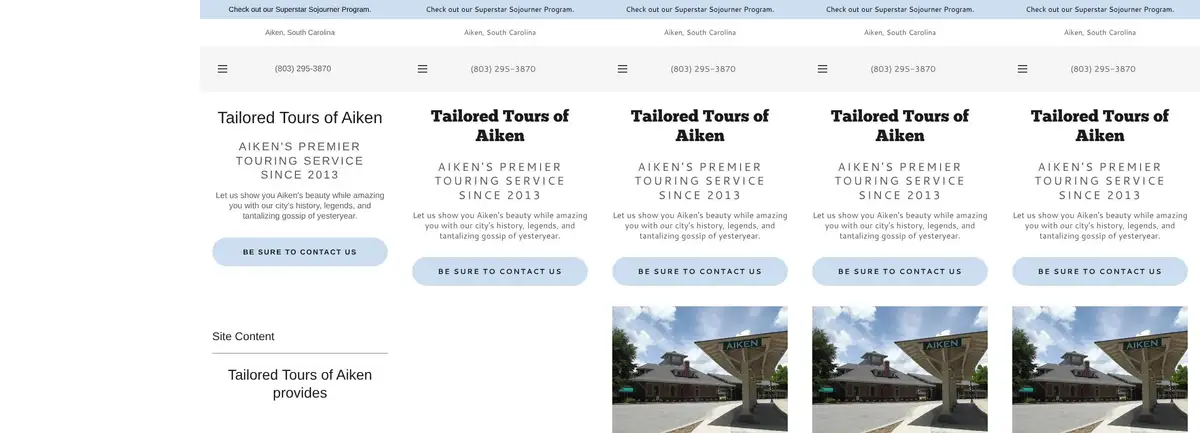 Check out our Superstar Sojourner Program.
Aiken, South Carolina
(803) 295-3870
Tailored Tours of Aiken
AIKEN'S PREMIER
TOURING SERVICE
SINCE 2013
Let us show you Aiken's beauty while amazing
you with our city's history, legends, and
tantalizing gossip of yesteryear.
BE SURE TO CONTACT US
Site Content
Tailored Tours of Aiken
provides
Check out our Superstar Sojourner Program.
Aiken, South Carolina
(803) 295-3870
Tailored Tours of
Aiken
AIKEN'S PREMIER
TOURING SERVICE
SINCE 2013
Let us show you Aiken's beauty while amazing
you with our city's history, legends, and
tantalizing gossip of yesteryear.
BE SURE TO CONTACT US
Check out our Superstar Sojourner Program.
Aiken, South Carolina
(803) 295-3870
Tailored Tours of
Aiken
AIKEN'S PREMIER
TOURING SERVICE
SINCE 2013
Let us show you Aiken's beauty while amazing
you with our city's history, legends, and
tantalizing gossip of yesteryear.
BE SURE TO CONTACT US
AIKEN
Check out our Superstar Sojourner Program.
Aiken, South Carolina
(803) 295-3870
Tailored Tours of
Aiken
AIKEN'S PREMIER
TOURING SERVICE
SINCE 2013
Let us show you Aiken's beauty while amazing
you with our city's history, legends, and
tantalizing gossip of yesteryear.
BE SURE TO CONTACT US
AIKEN
Check out our Superstar Sojourner Program.
Aiken, South Carolina
(803) 295-3870
Tailored Tours of
Aiken
AIKEN'S PREMIER
TOURING SERVICE
SINCE 2013
Let us show you Aiken's beauty while amazing
you with our city's history, legends, and
tantalizing gossip of yesteryear.
BE SURE TO CONTACT US
AIKEN